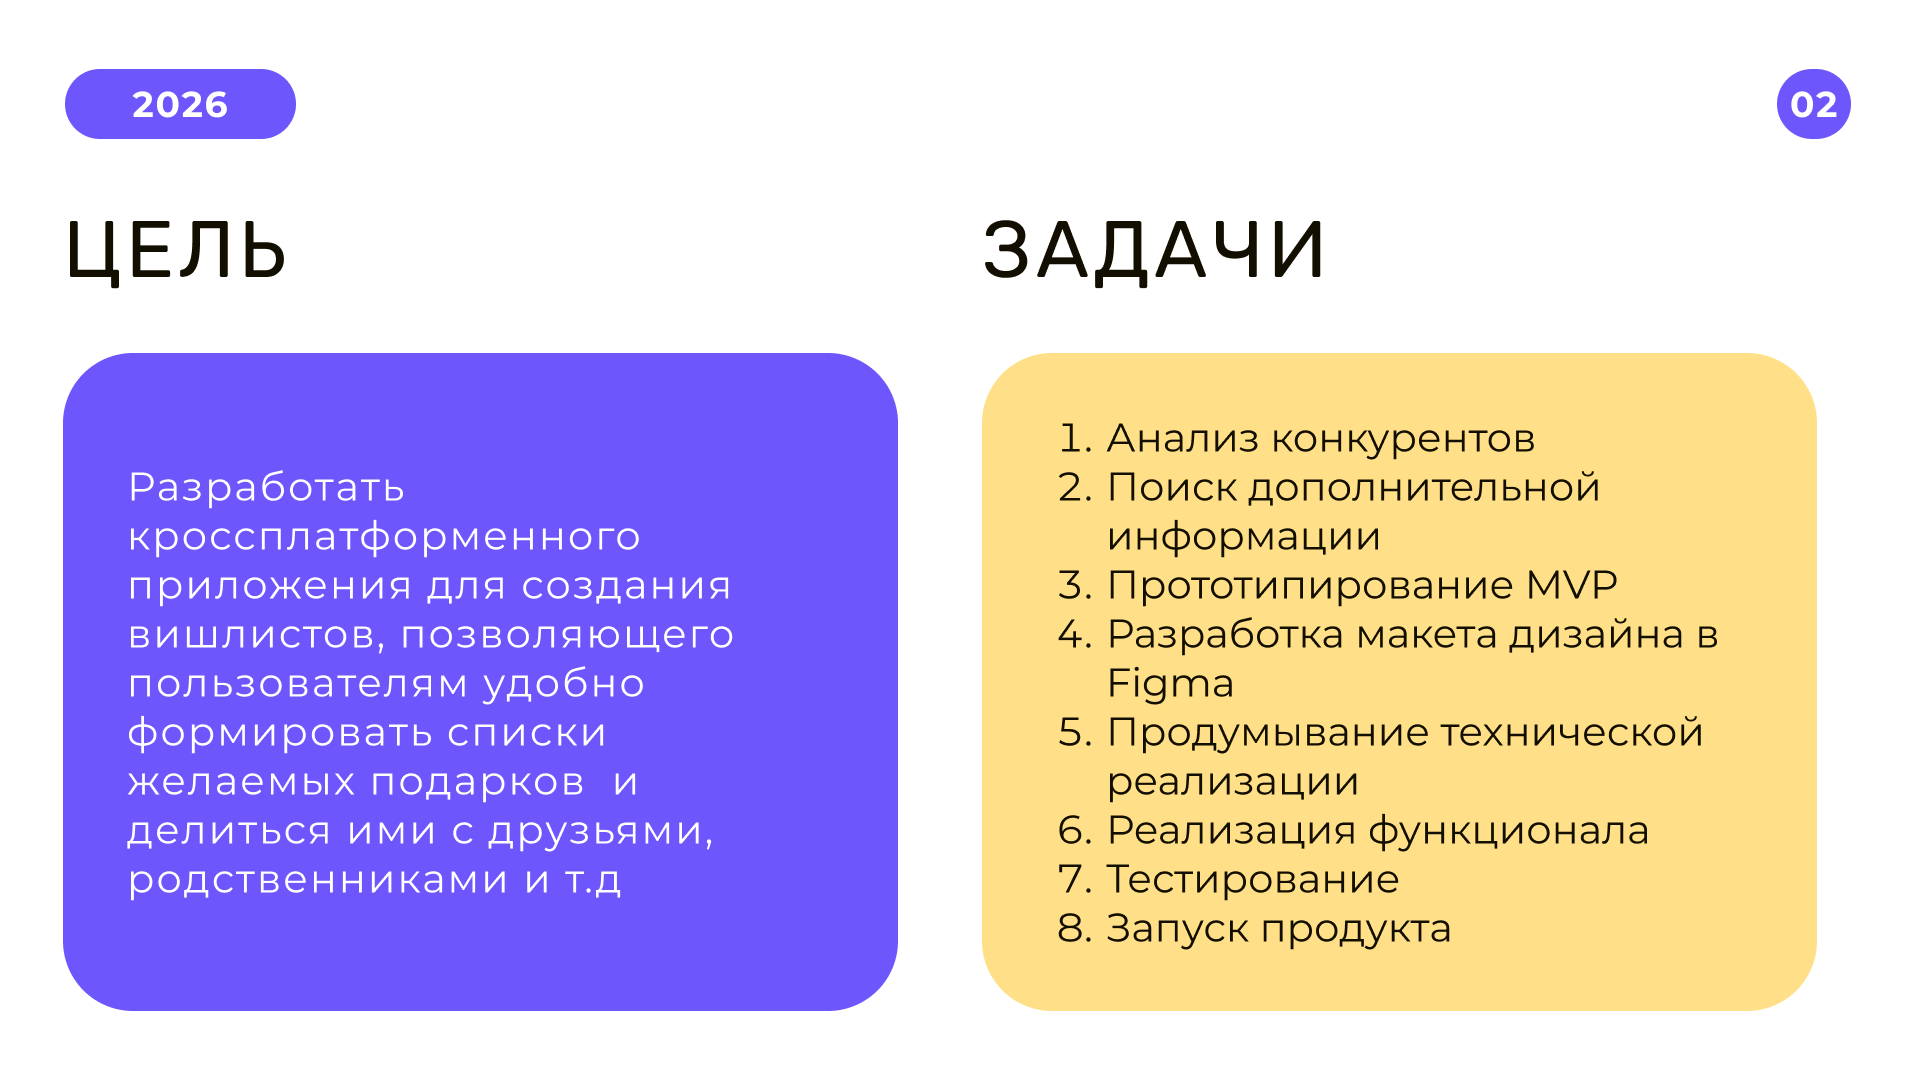 2026
02
ЦЕЛЬ
Разработать
кроссплатформенного
приложения для создания
вишлистов, позволяющего
пользователям удобно
формировать списки
желаемых подарков  и
делиться ими с друзьями,
родственниками и т.д
ЗАДАЧИ
1. Анализ конкурентов
2. Поиск дополнительной
информации
3. Прототипирование MVP
4. Разработка макета дизайна в
Figma
5. Продумывание технической
реализации
6. Реализация функционала
7. Тестирование
8. Запуск продукта